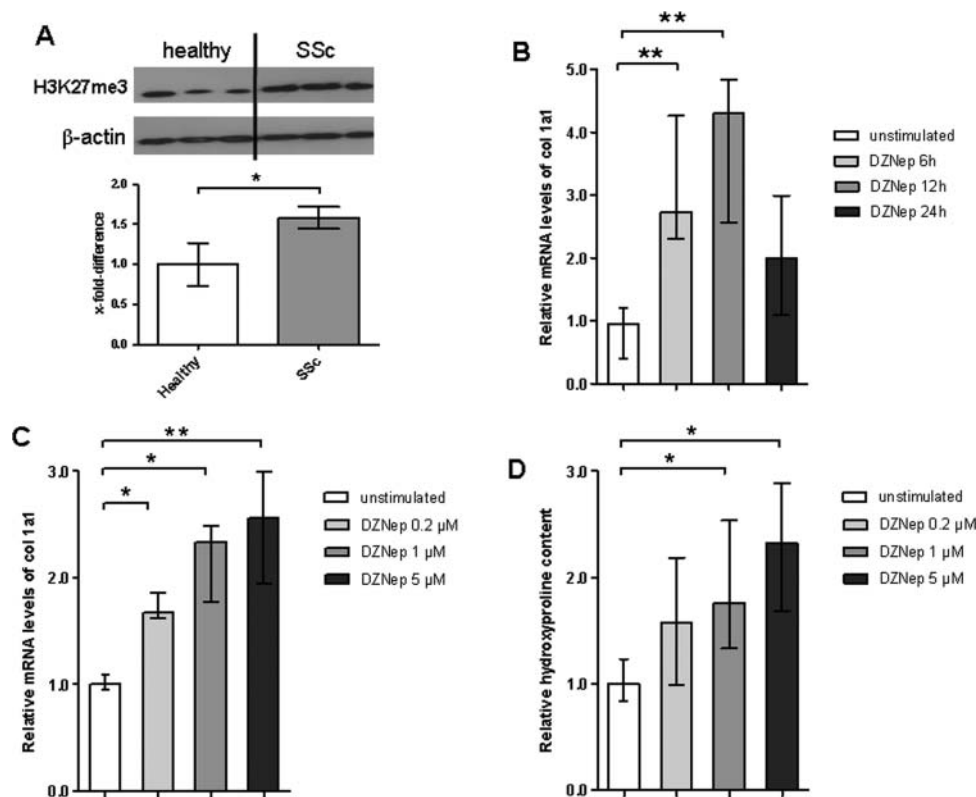 A
healthy SSc
H3K27me3
β-actin
*
x-fold-difference
2.0
1.5
1.0
0.5
0.0
Healthy
SSc
B
**
**
Relative mRNA levels of col 1a1
5.0
4.0
3.0
2.0
1.0
0.0
unstimulated
DZNep 6h
DZNep 12h
DZNep 24h
C
**
*
*
Relative mRNA levels of col 1a1
3.0
2.0
1.0
0.0
unstimulated
DZNep 0.2 µM
DZNep 1 µM
DZNep 5 µM
D
*
*
Relative hydroxyproline content
3.0
2.0
1.0
0.0
unstimulated
DZNep 0.2 µM
DZNep 1 µM
DZNep 5 µM